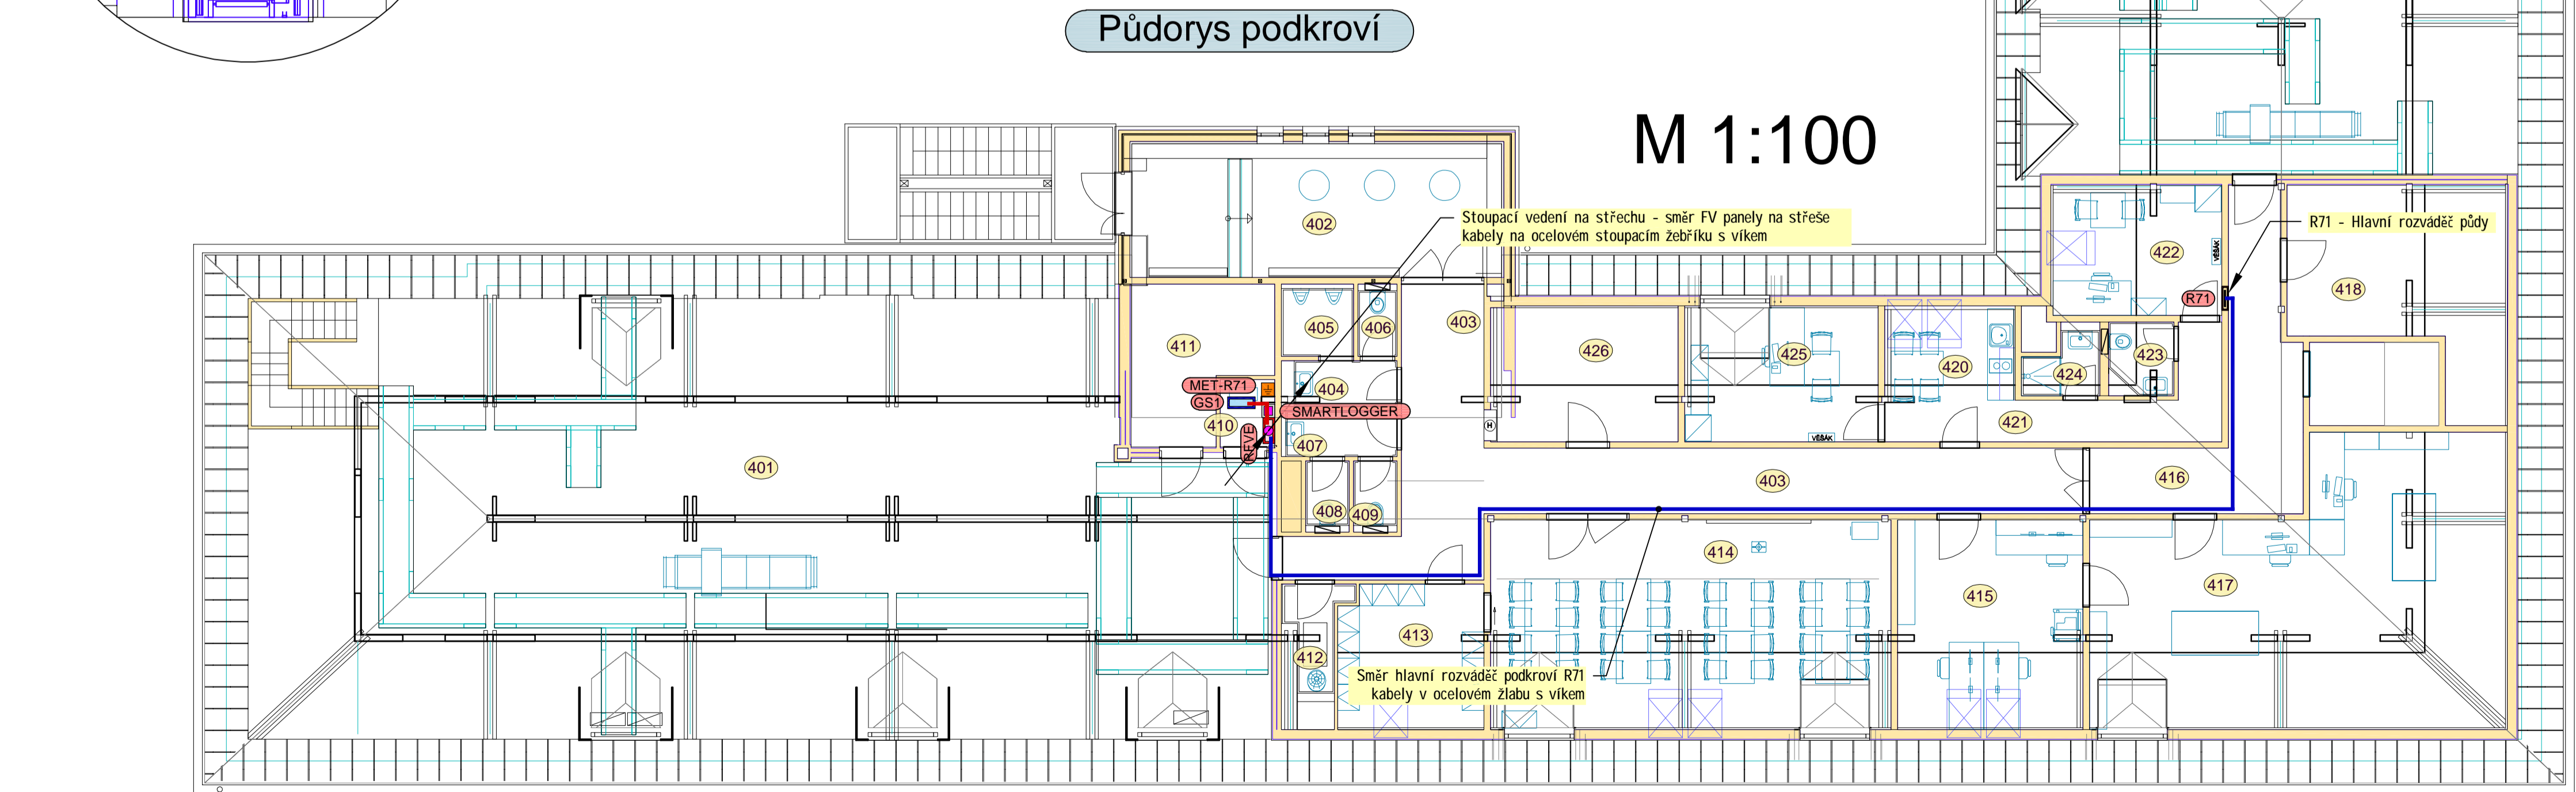 Půdorys podkroví
M 1:100
402
Stoupací vedení na střechu - směr FV panely na střeše
kabely na ocelovém stoupacím žebříku s víkem
R71 - Hlavní rozváděč půdy
422
VĚŠÁK
R71
418
411
405
406
403
426
425
420
424
423
MET-R71
GS1
404
SMARTLOGGER
410
RFVE
407
H
421
VĚŠÁK
401
403
416
408
409
414
415
417
412
413
Směr hlavní rozváděč podkroví R71
kabely v ocelovém žlabu s víkem